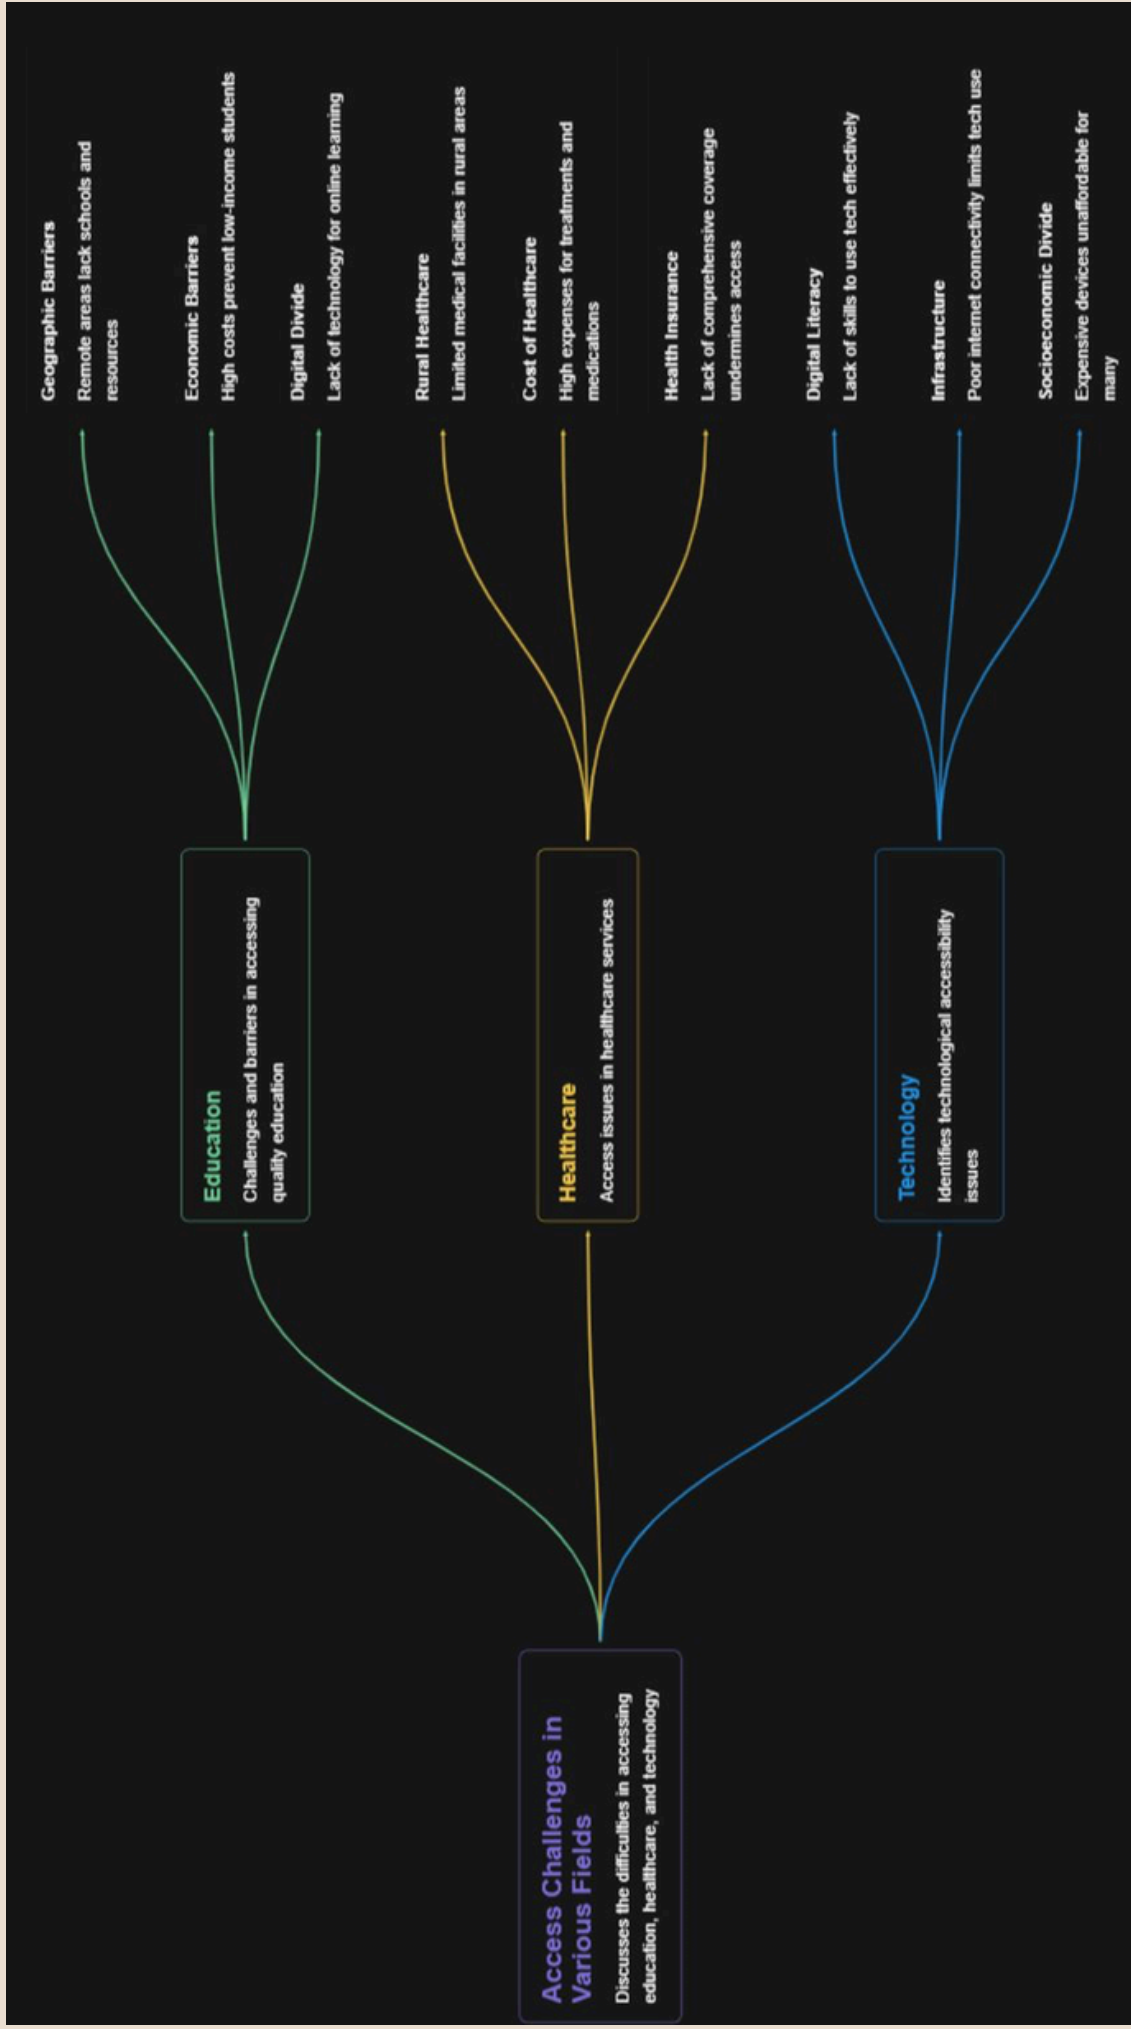 Access Challenges in
Various Fields
Discusses the difficulties in accessing
education, healthcare, and technology
Education
Challenges and barriers in accessing
quality education
Geographic Barriers
Remote areas lack schools and
resources
Economic Barriers
High costs prevent low-income students
Digital Divide
Lack of technology for online learning
Healthcare
Access issues in healthcare services
Rural Healthcare
Limited medical facilities in rural areas
Cost of Healthcare
High expenses for treatments and
medications
Health Insurance
Lack of comprehensive coverage
undermines access
Technology
Identifies technological accessibility
issues
Digital Literacy
Lack of skills to use tech effectively
Infrastructure
Poor internet connectivity limits tech use
Socioeconomic Divide
Expensive devices unaffordable for
many